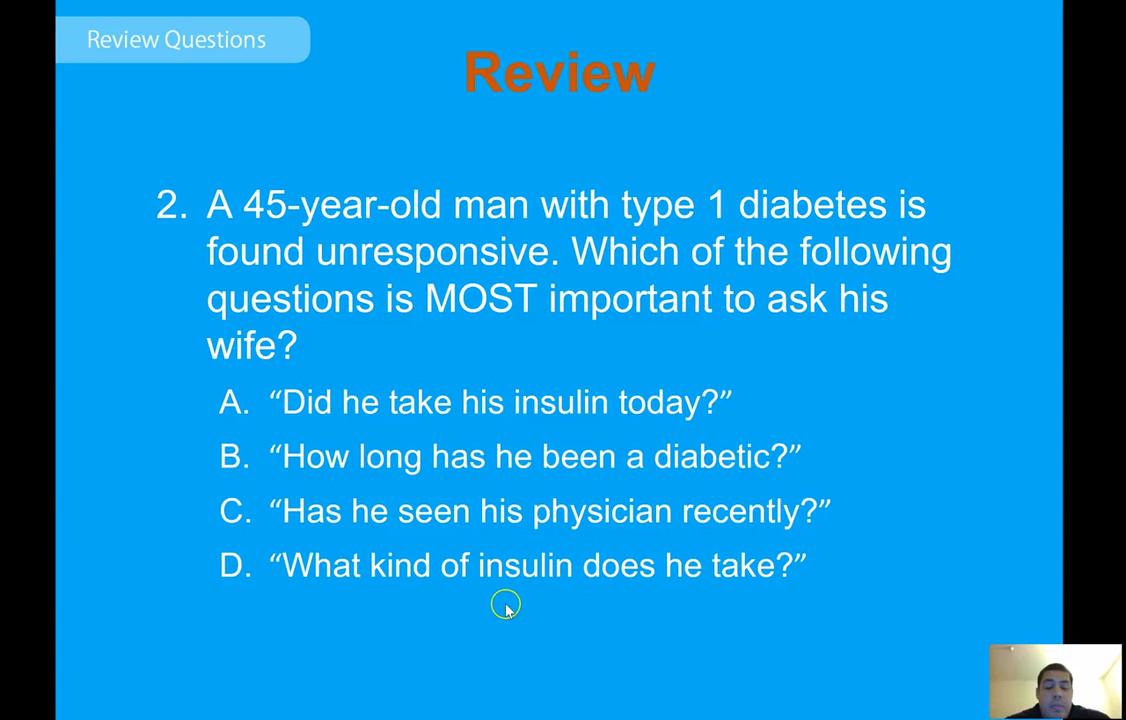 Review Questions
Review
2. A 45-year-old man with type 1 diabetes is
found unresponsive. Which of the following
questions is MOST important to ask his
wife?
A. “Did he take his insulin today?”
B. “How long has he been a diabetic?”
C. “Has he seen his physician recently?”
D. “What kind of insulin does he take?”